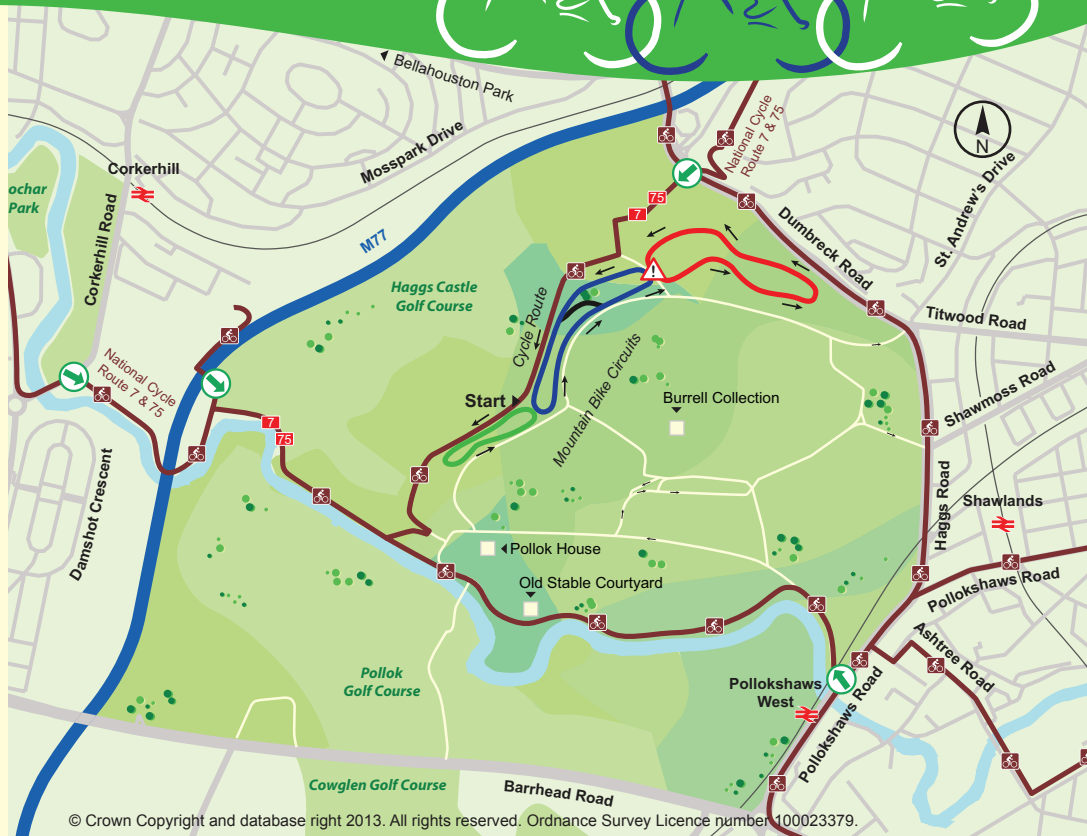 Bellahouston Park
Mosspark Drive
National Cycle
Route 7 & 75
N
St. Andrew's Drive
Corkerhill
ochar
Park
Corkerhill Road
M77
75
7
Dumbreck Road
Haggs Castle
Golf Course
Cycle Route
Titwood Road
National Cycle
Route 7 & 75
Shawmoss Road
Start
Mountain Bike Circuits
Burrell Collection
7
75
Damshot Crescent
Haggs Road
Shawlands
Pollok House
Old Stable Courtyard
Pollokshaws Road
Ashtree Road
Pollok
Golf Course
Pollokshaws
West
Pollokshaws Road
Cowglen Golf Course
Barrhead Road
© Crown Copyright and database right 2013. All rights reserved. Ordnance Survey Licence number 100023379.